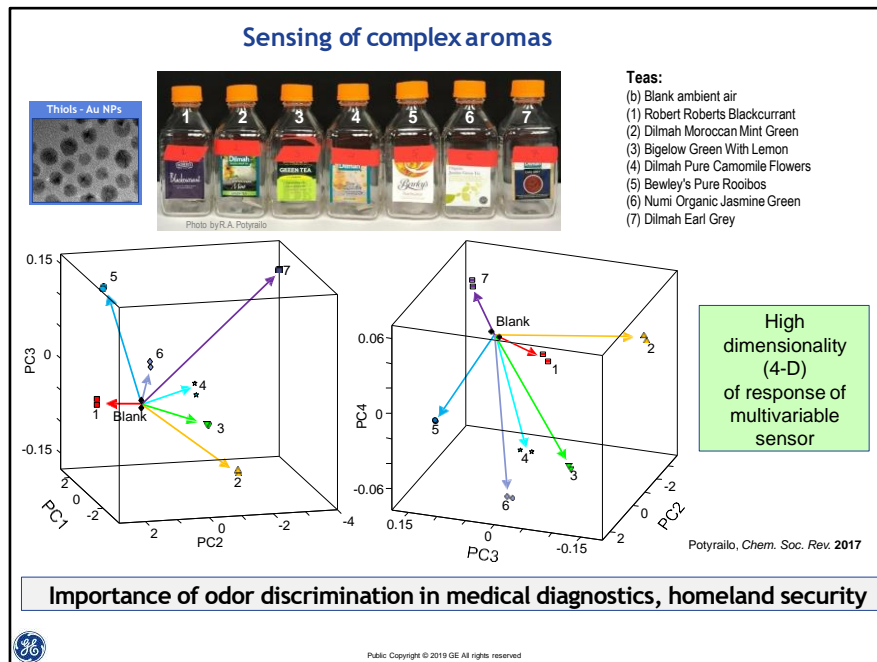 Sensing of complex aromas
Thiols - Au NPs
1 2 3 4 5 6 7
Dilmah
GREEN TEA
Photo by R.A. Potyrailo
Teas:
(b) Blank ambient air
(1) Robert Roberts Blackcurrant
(2) Dilmah Moroccan Mint Green
(3) Bigelow Green With Lemon
(4) Dilmah Pure Camomile Flowers
(5) Bewley's Pure Rooibos
(6) Numi Organic Jasmine Green
(7) Dilmah Earl Grey
0.15
0
-0.15
PC3
5
7
6
4
1
Blank
3
2
2
0
-2
PC1
2
0
-2
-4
PC2
7
Blank
2
1
5
4
3
6
0.06
0
-0.06
PC4
0.15
0
-0.15
PC3
-2
0
2
PC2
High
dimensionality
(4-D)
of response of
multivariable
sensor
Potyrailo, Chem. Soc. Rev. 2017
Importance of odor discrimination in medical diagnostics, homeland security
GE
Public Copyright © 2019 GE All rights reserved